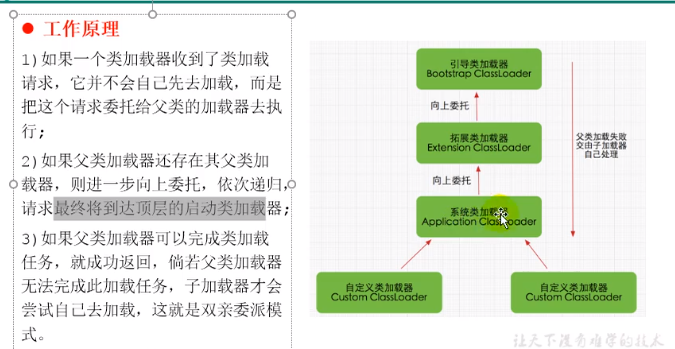 工作原理
1)如果一个类加载器收到了类加载
请求，它并不会自己先去加载，而是
把这个请求委托给父类的加载器去执
行;
2)如果父类加载器还存在其父类加
载器，则进一步向上委托，依次递归，
请求最终将到达顶层的启动类加载器;
3)如果父类加载器可以完成类加载
任务，就成功返回，倘若父类加载器
无法完成此加载任务，子加载器才会
尝试自己去加载，这就是双亲委派模
式。
引导类加载器
Bootstrap ClassLoader
向上委托
拓展类加载器
Extension ClassLoader
向上委托
系统类加载器
Application ClassLoader
自定义类加载器
Custom ClassLoader
自定义类加载器
Custom ClassLoader
父类加载失败
交由子加载器
自己处理
让天下没有难学的技术